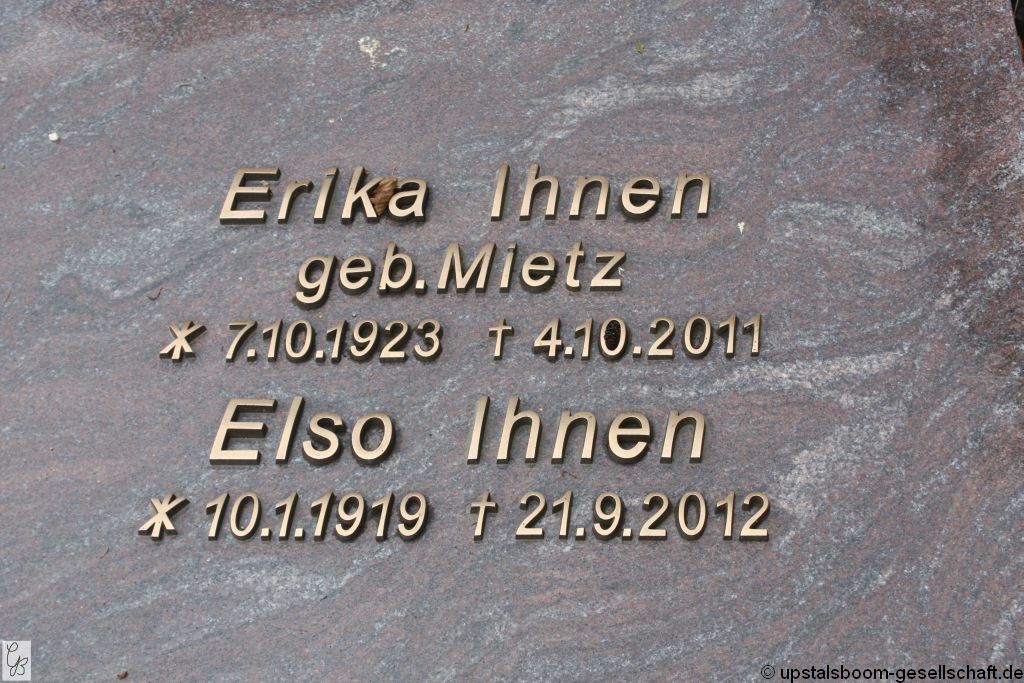 Erika Ihnen
geb. Mietz
* 7.10.1923 † 4.10.2011
Elso Ihnen
* 10.1.1919 † 21.9.2012
© upstalsboom-gesellschaft.de